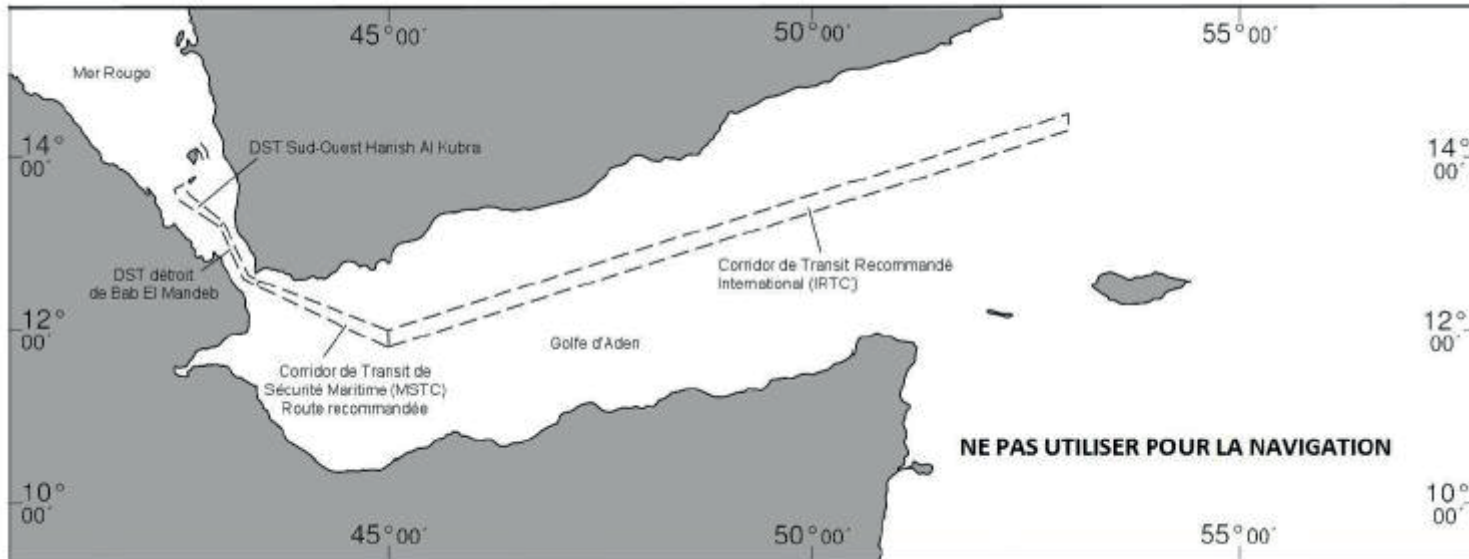 45°00′ 50°00′ 55°00′
Mer Rouge
DST Sud-Ouest Hanish Al Kubra
14°
00′
14°
00′
DST détroit
de Bab El Mandeb
Corridor de Transit Recommandé
International (IRTC)
12°
00′
12°
00′
Golfe d'Aden
Corridor de Transit de
Sécurité Maritime (MSTC)
Route recommandée
NE PAS UTILISER POUR LA NAVIGATION
10°
00′
10°
00′
45°00′ 50°00′ 55°00′